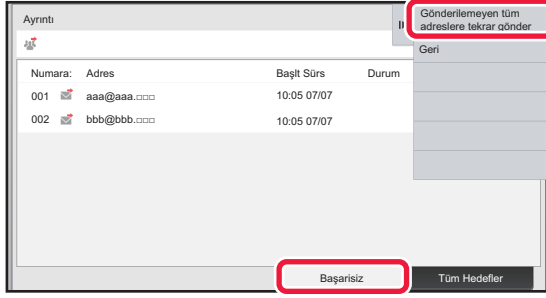 Ayrıntı
Gönderilemeyen tüm
adreslere tekrar gönder
Geri
Numara: Adres Başlt Sürs Durum
001 aaa@aaa.□□□ 10:05 07/07
002 bbb@bbb.□□□ 10:05 07/07
Başarisiz Tüm Hedefler